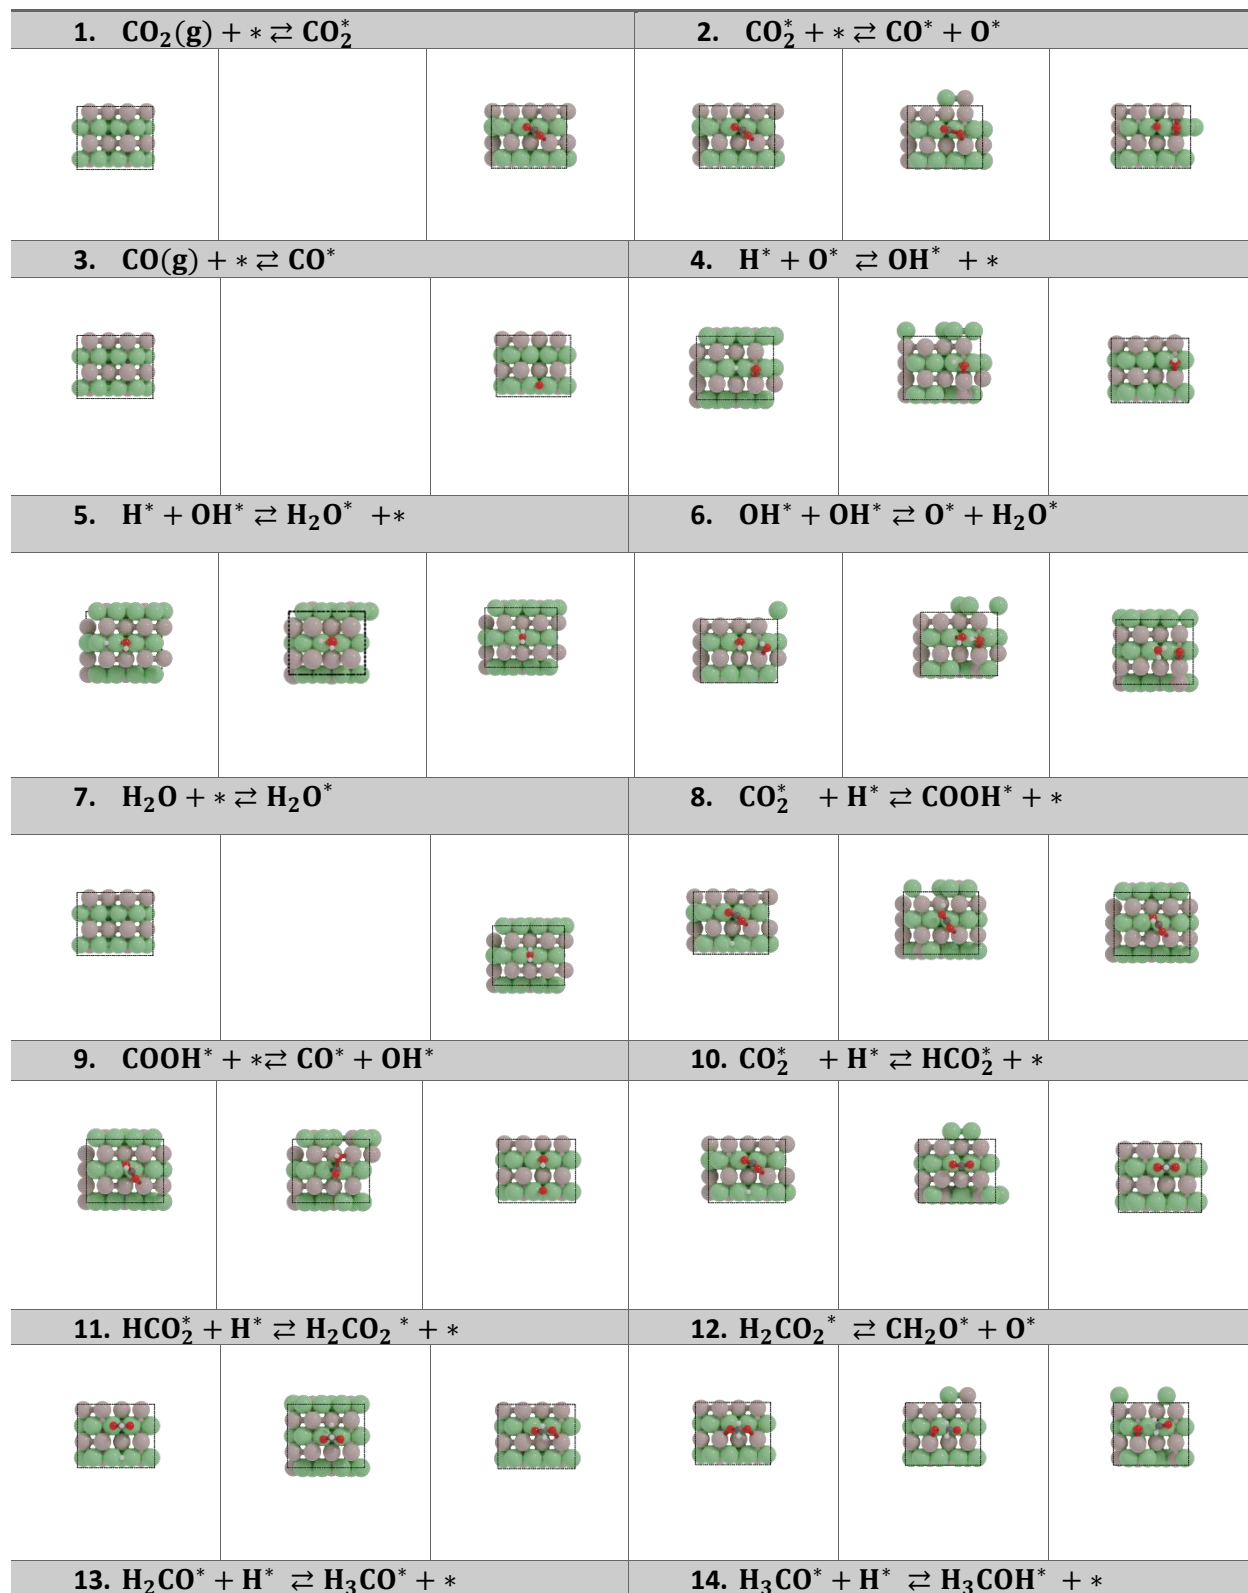 1. CO₂(g) + * ⇄ CO₂*
2. CO₂* + * ⇄ CO* + O*
3. CO(g) + * ⇄ CO*
4. H* + O* ⇄ OH* + *
5. H* + OH* ⇄ H₂O* +*
6. OH* + OH* ⇄ O* + H₂O*
7. H₂O + * ⇄ H₂O*
8. CO₂* + H* ⇄ COOH* + *
9. COOH* + *⇄ CO* + OH*
10. CO₂* + H* ⇄ HCO₂* + *
11. HCO₂* + H* ⇄ H₂CO₂* + *
12. H₂CO₂* ⇄ CH₂O* + O*
13. H₂CO* + H* ⇄ H₃CO* + *
14. H₃CO* + H* ⇄ H₃COH* + *